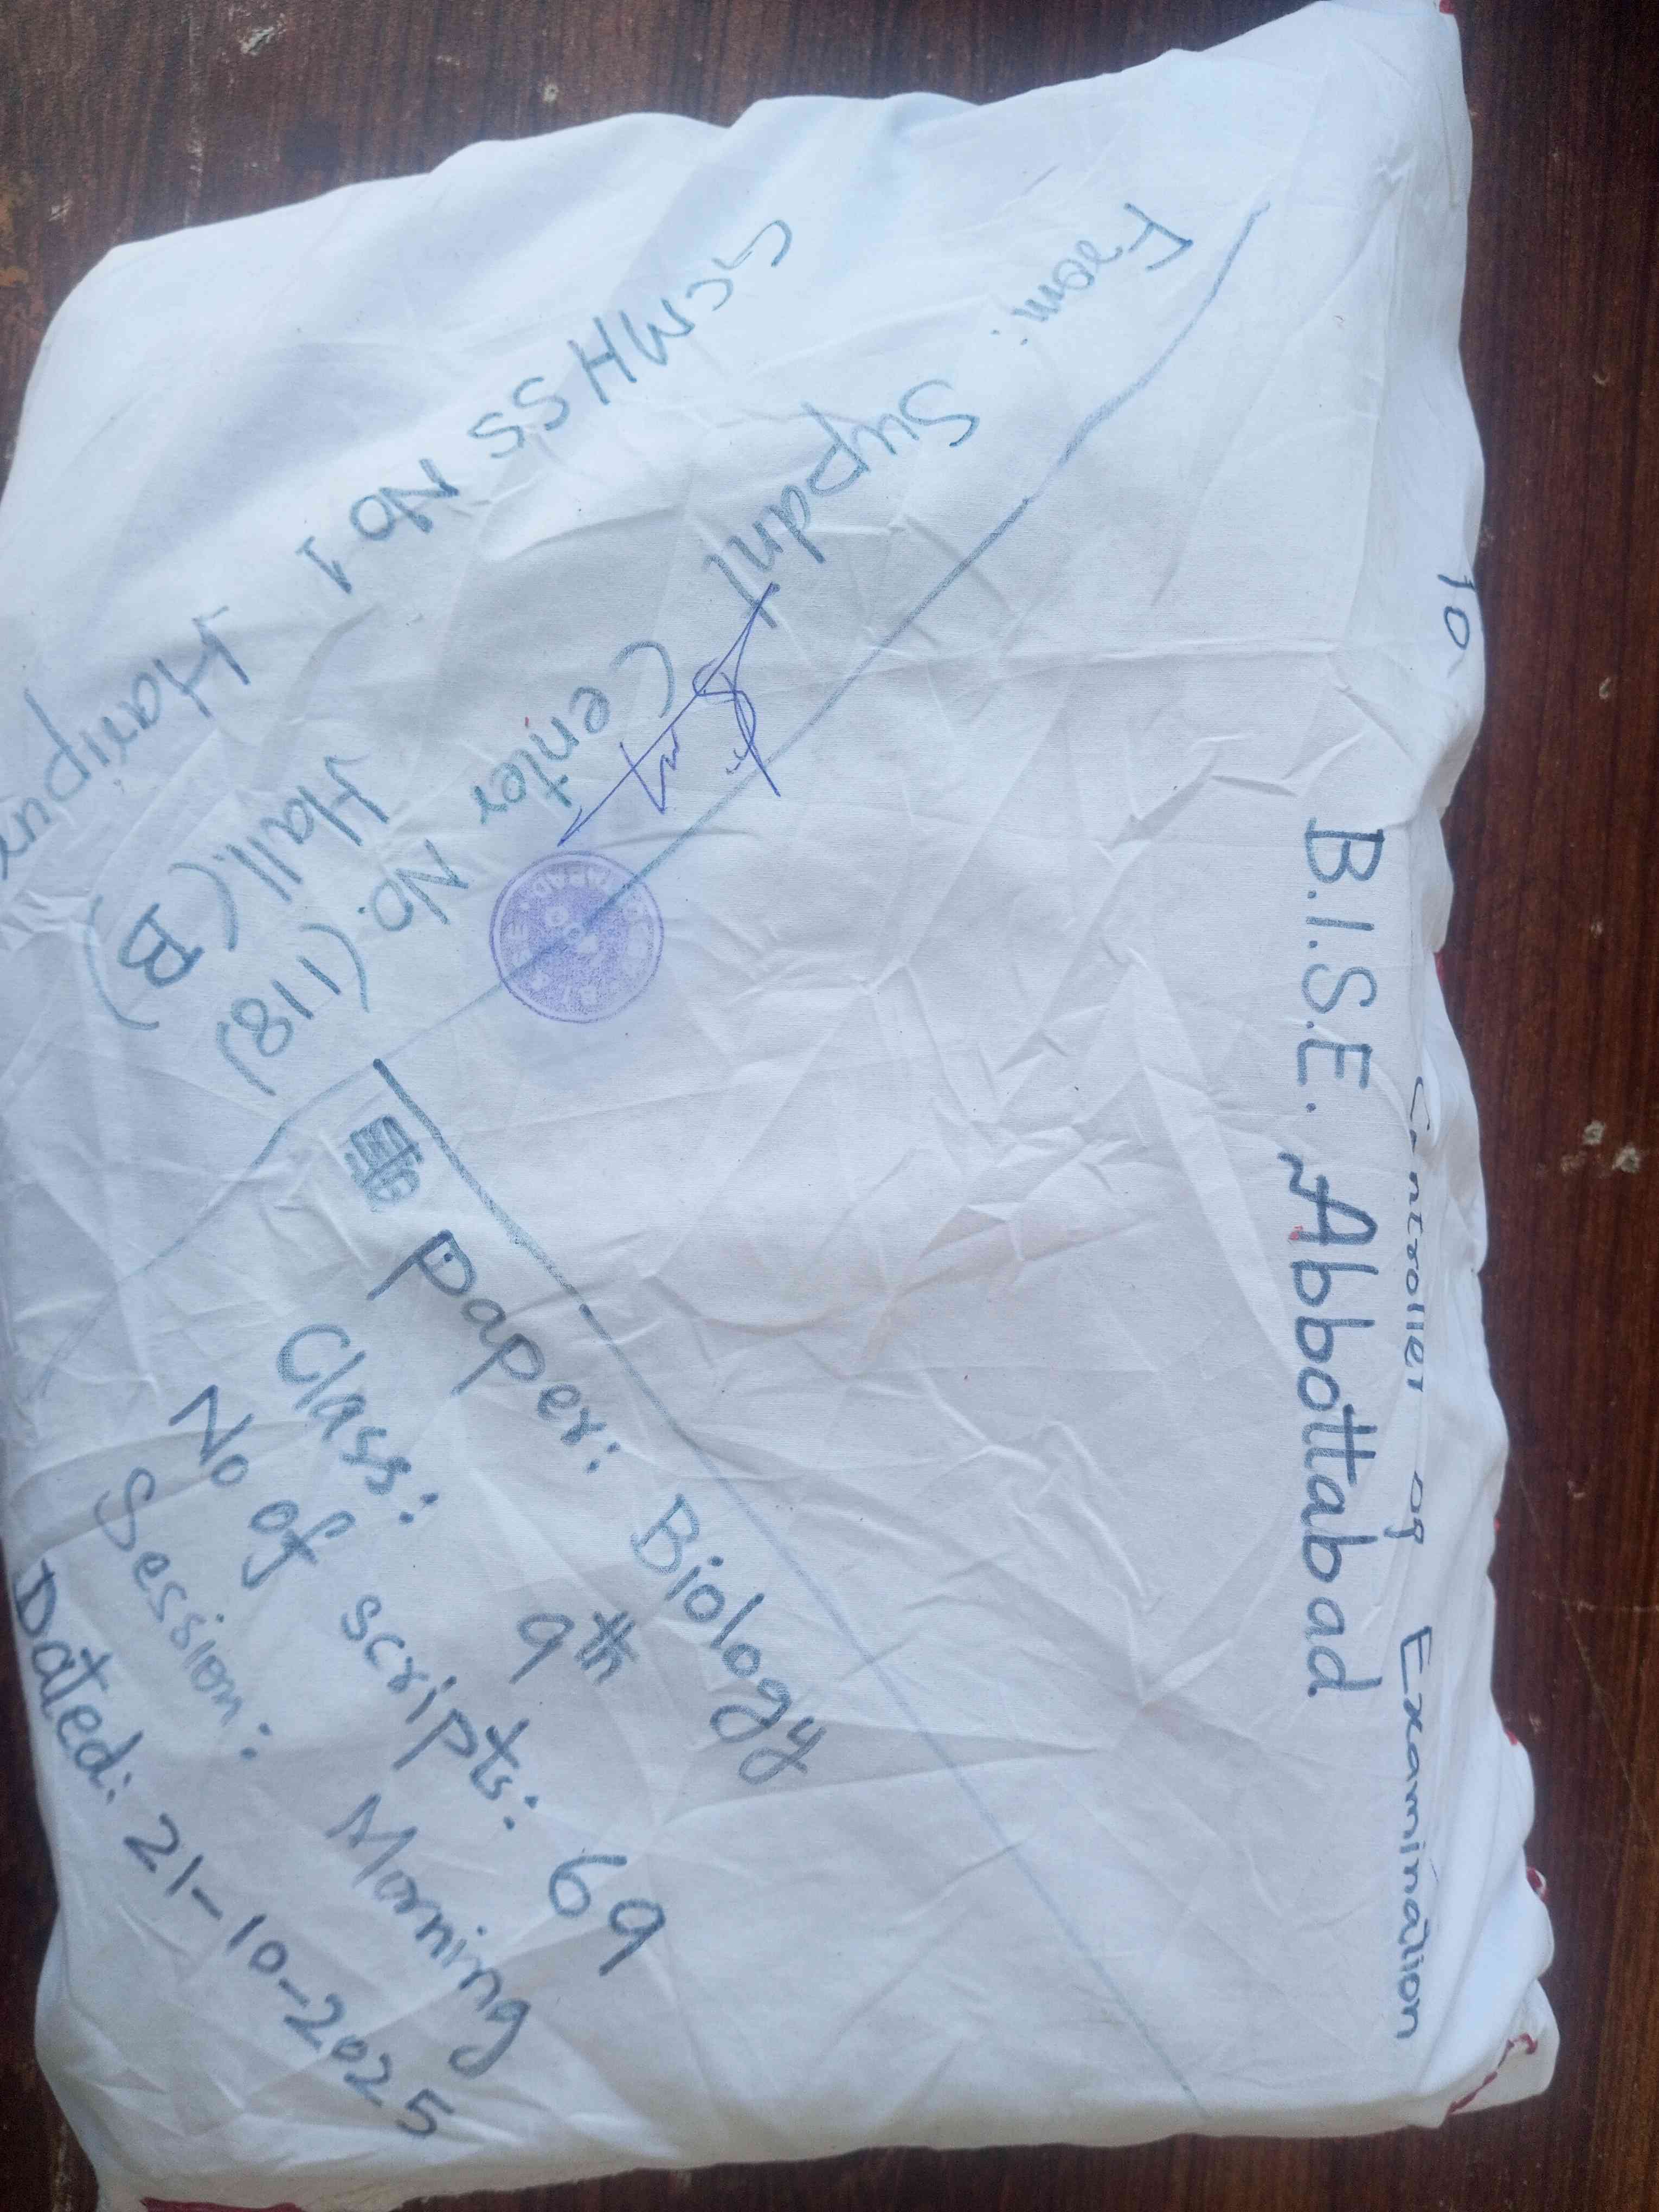 To
Controller of Examination
B.I.S.E. Abbottabad
From:
Supdnt
Center No. (118)
Hall (B)
GCMHSS No 1 Haripur
Paper: Biology
Class: 9th
No of scripts: 69
Session: Morning
Dated: 21-10-2025